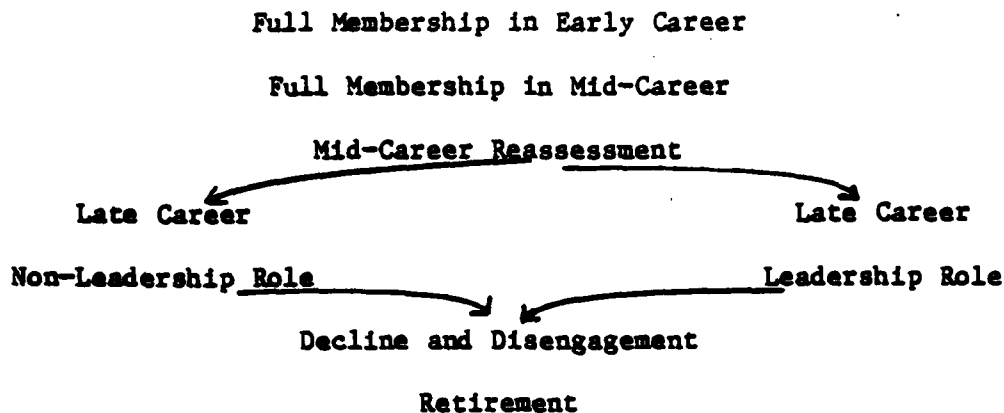 Full Membership in Early Career
Full Membership in Mid-Career
Mid-Career Reassessment
Late Career Late Career
Non-Leadership Role Leadership Role
Decline and Disengagement
Retirement